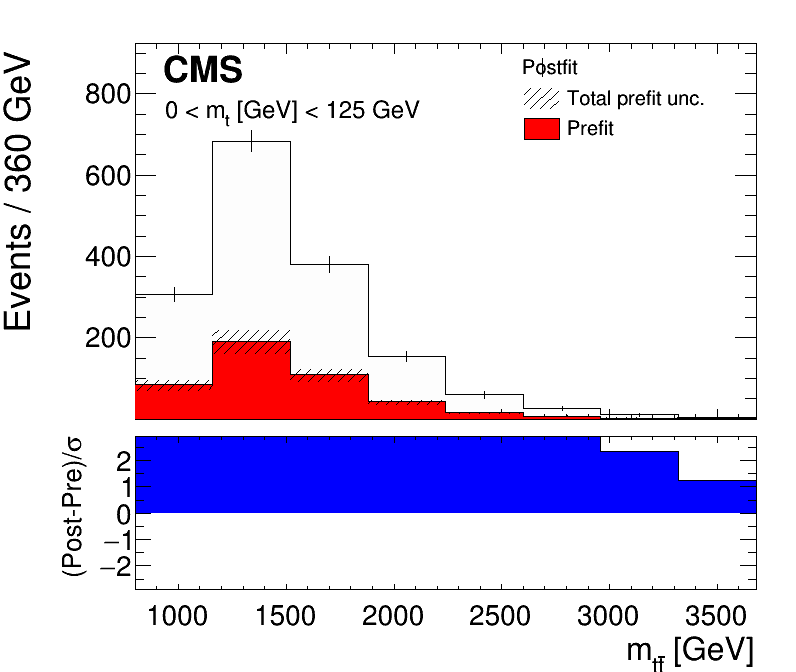 CMS
0 < m_t [GeV] < 125 GeV
Postfit
Total prefit unc.
Prefit
Events / 360 GeV
800
600
400
200
(Post-Pre)/σ
2
1
0
−1
−2
1000 1500 2000 2500 3000 3500
m_tt̄ [GeV]